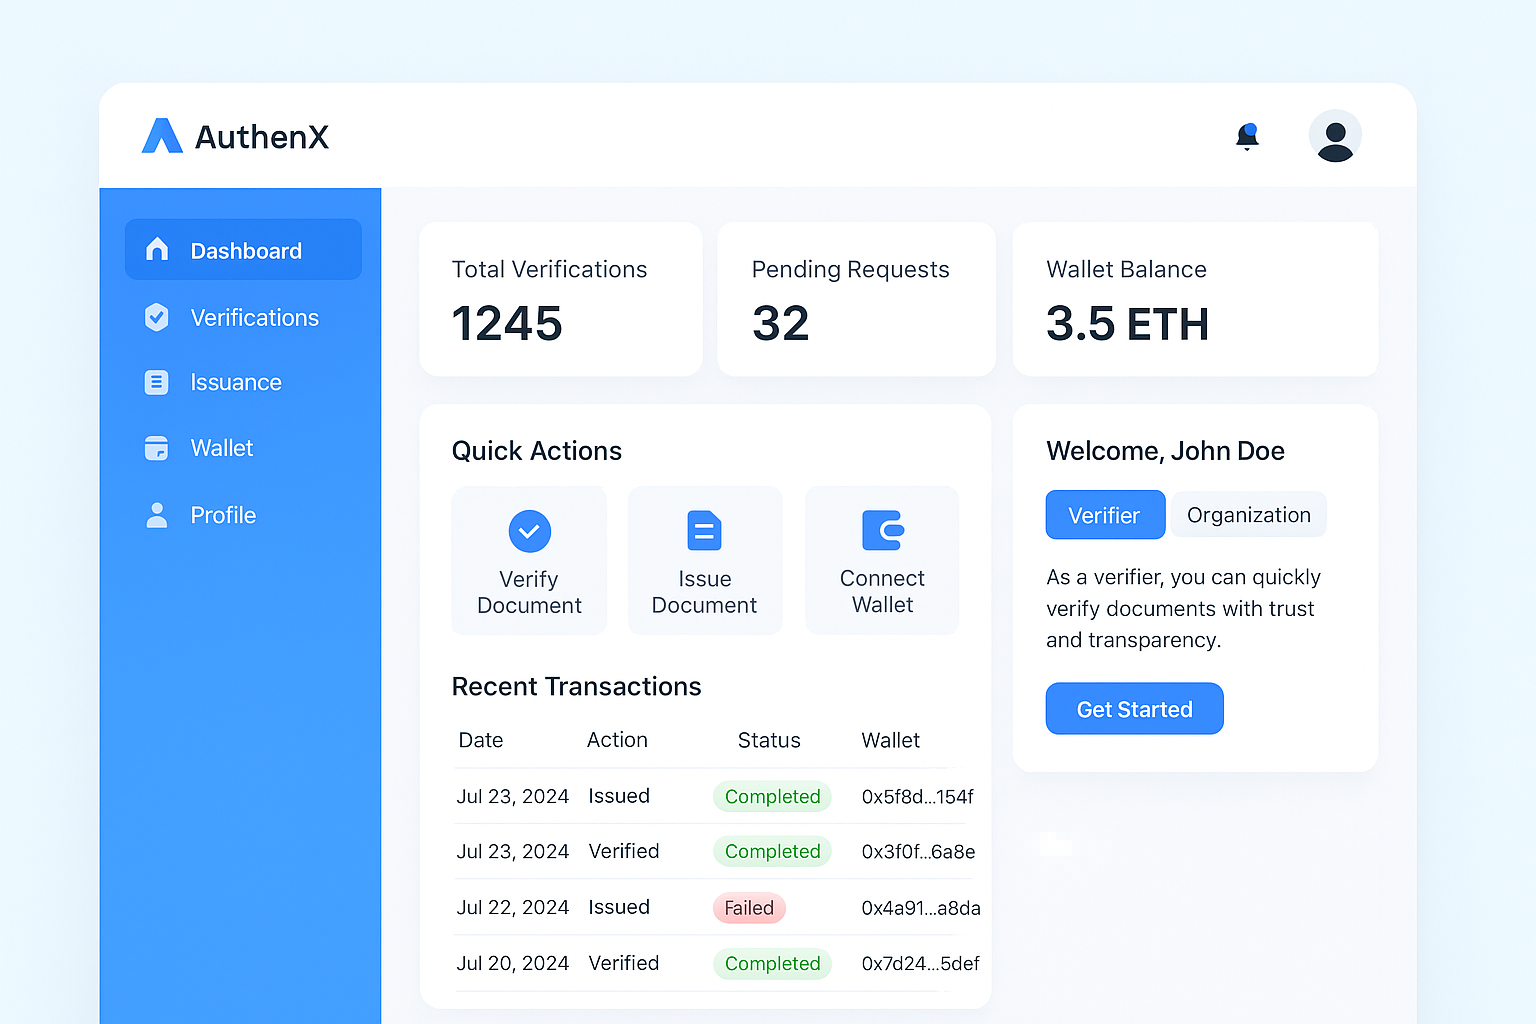 AuthenX
Dashboard
Verifications
Issuance
Wallet
Profile
Total Verifications
1245
Pending Requests
32
Wallet Balance
3.5 ETH
Quick Actions
Verify
Document
Issue
Document
Connect
Wallet
Recent Transactions
Date Action Status Wallet
Jul 23, 2024 Issued Completed 0x5f8d...154f
Jul 23, 2024 Verified Completed 0x3f0f...6a8e
Jul 22, 2024 Issued Failed 0x4a91...a8da
Jul 20, 2024 Verified Completed 0x7d24...5def
Welcome, John Doe
Verifier Organization
As a verifier, you can quickly
verify documents with trust
and transparency.
Get Started